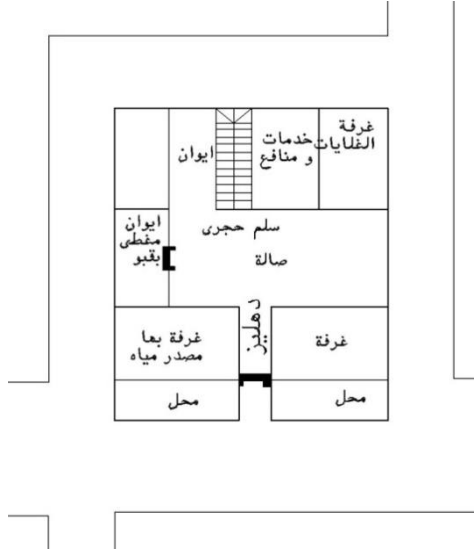 غرفة
الغلايات
خدمات
و منافع
ايوان
سلم حجرى
صالة
ايوان
مغطى
بقبو
دهليز
غرفة
غرفة بها
مصدر مياه
محل
محل